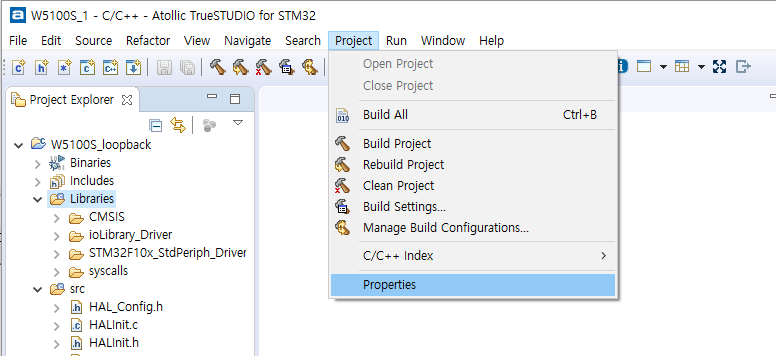 W5100S_1 - C/C++ - Atollic TrueSTUDIO for STM32
File Edit Source Refactor View Navigate Search Project Run Window Help
Open Project
Close Project
Build All Ctrl+B
Build Project
Rebuild Project
Clean Project
Build Settings...
Manage Build Configurations...
C/C++ Index
Properties
Project Explorer
W5100S_loopback
Binaries
Includes
Libraries
CMSIS
ioLibrary_Driver
STM32F10x_StdPeriph_Driver
syscalls
src
HAL_Config.h
HALInit.c
HALInit.h